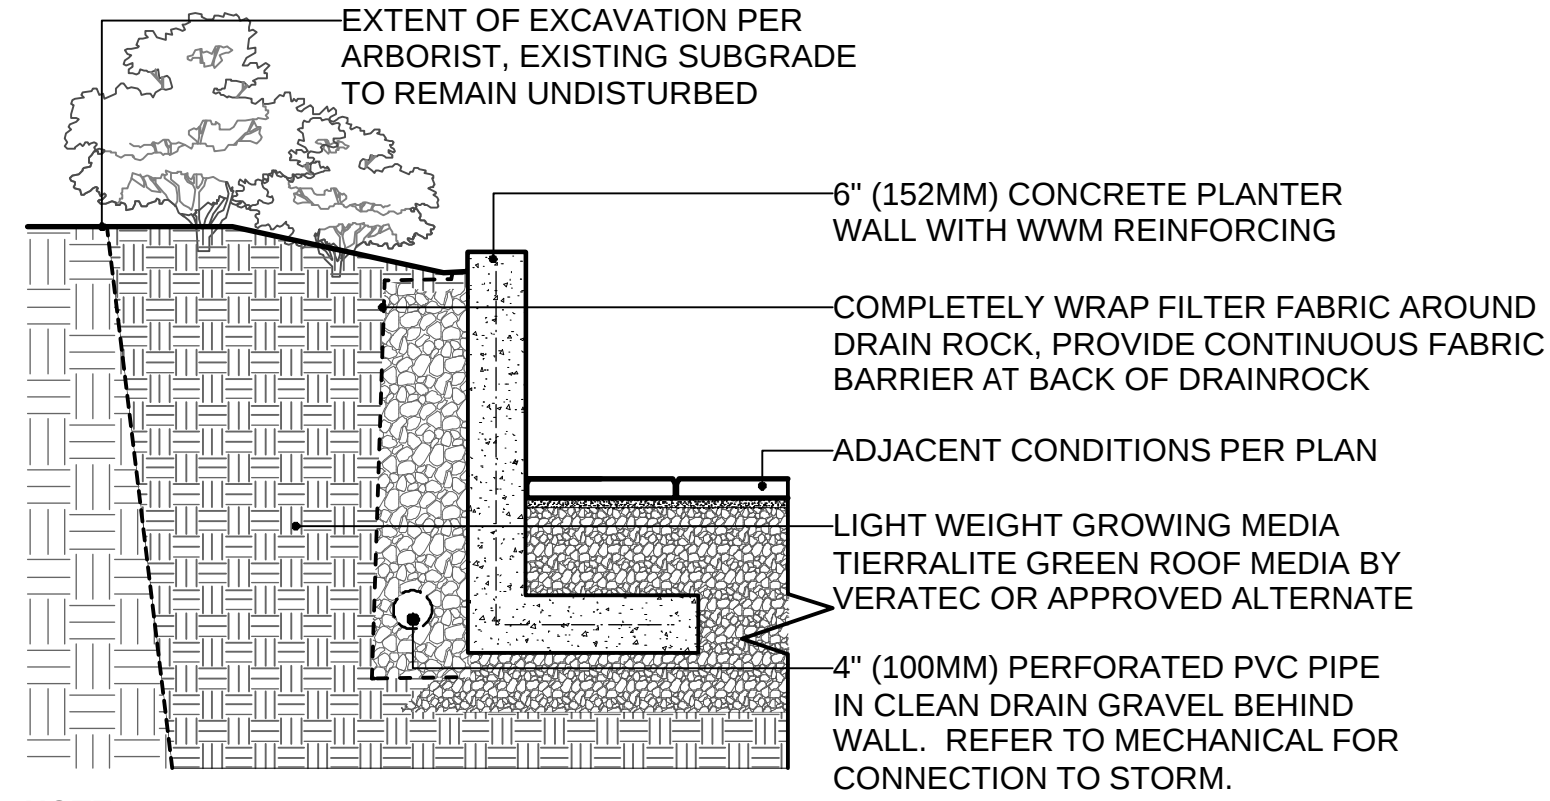 EXTENT OF EXCAVATION PER
ARBORIST, EXISTING SUBGRADE
TO REMAIN UNDISTURBED
6" (152MM) CONCRETE PLANTER
WALL WITH WWM REINFORCING
COMPLETELY WRAP FILTER FABRIC AROUND
DRAIN ROCK, PROVIDE CONTINUOUS FABRIC
BARRIER AT BACK OF DRAINROCK
ADJACENT CONDITIONS PER PLAN
LIGHT WEIGHT GROWING MEDIA
TIERRALITE GREEN ROOF MEDIA BY
VERATEC OR APPROVED ALTERNATE
4" (100MM) PERFORATED PVC PIPE
IN CLEAN DRAIN GRAVEL BEHIND
WALL.  REFER TO MECHANICAL FOR
CONNECTION TO STORM.